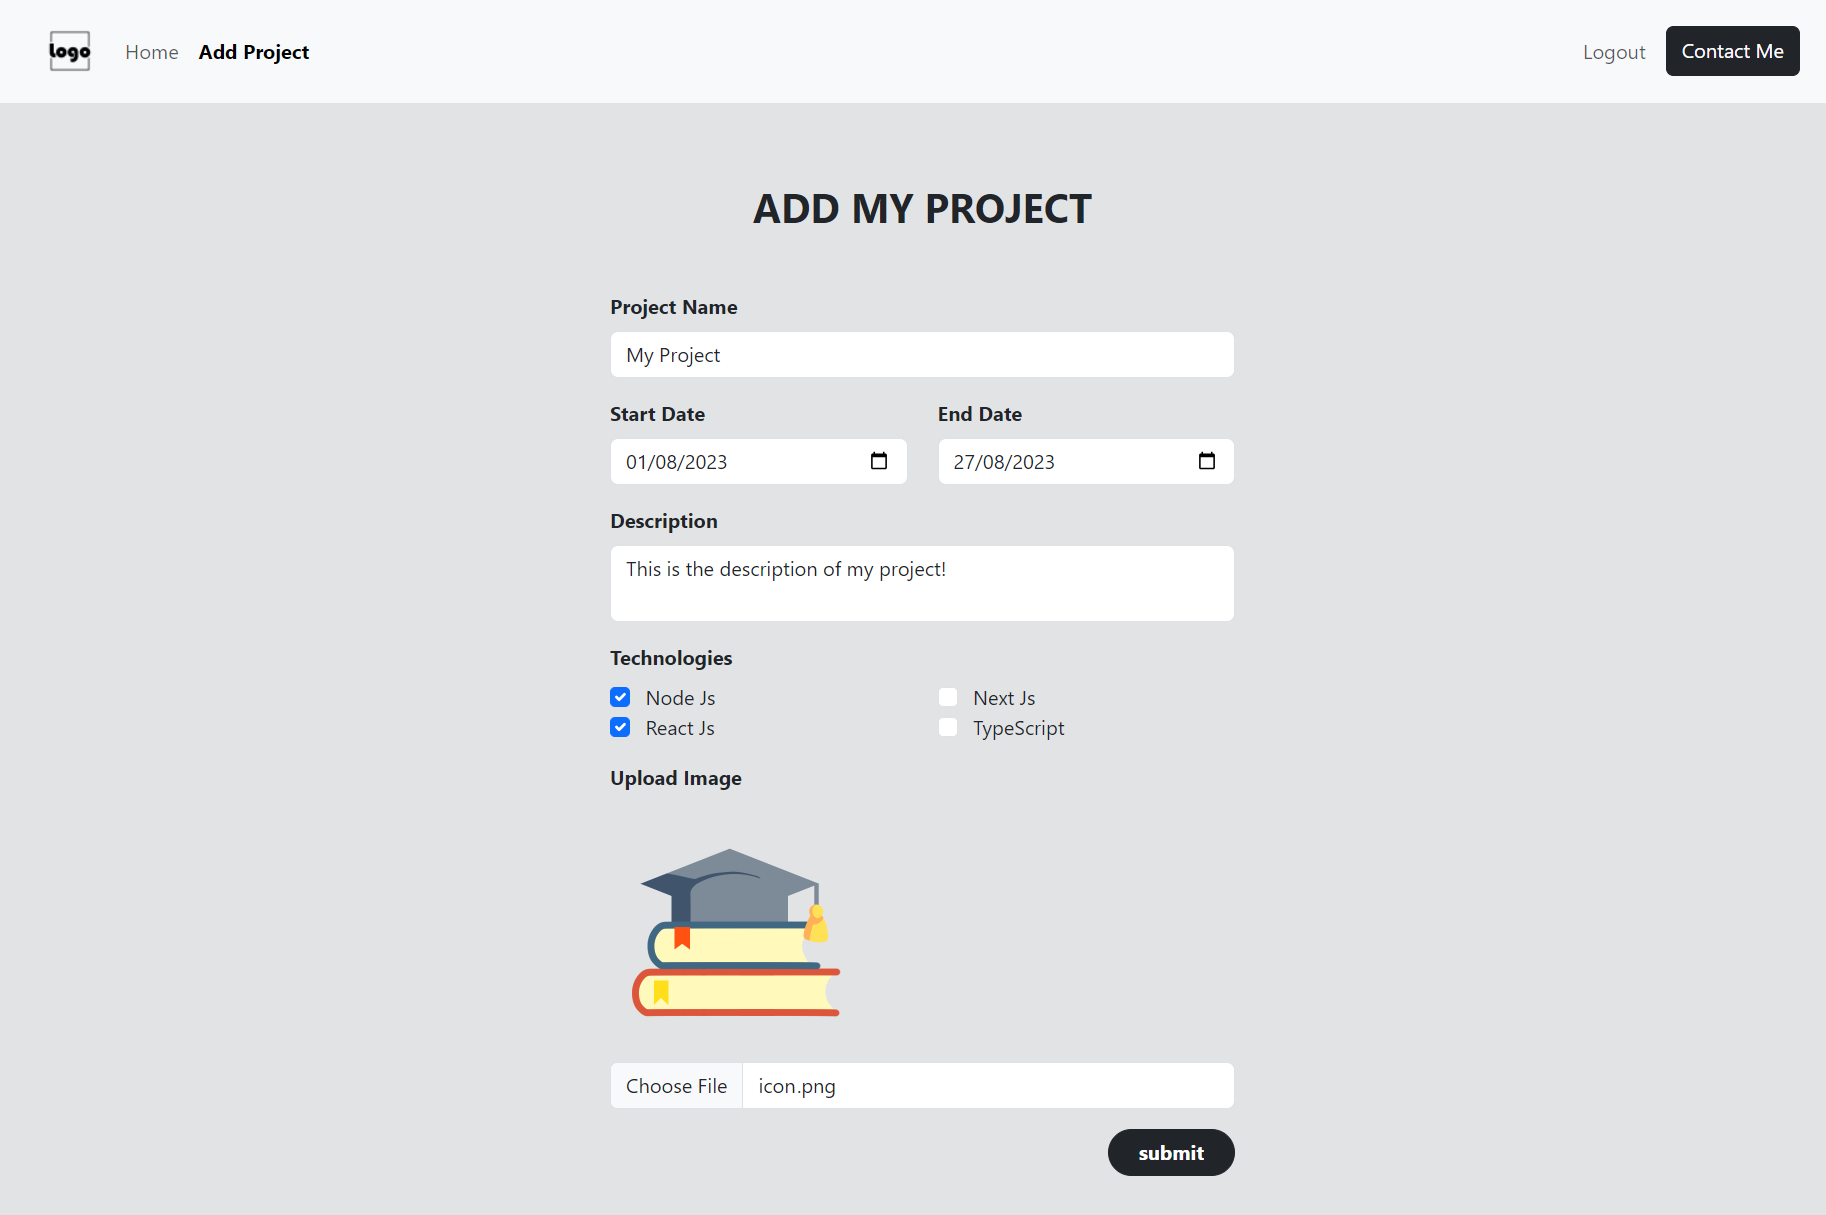 logo Home Add Project Logout Contact Me
ADD MY PROJECT
Project Name
My Project
Start Date End Date
01/08/2023 27/08/2023
Description
This is the description of my project!
Technologies
Node Js Next Js
React Js TypeScript
Upload Image
Choose File icon.png
submit